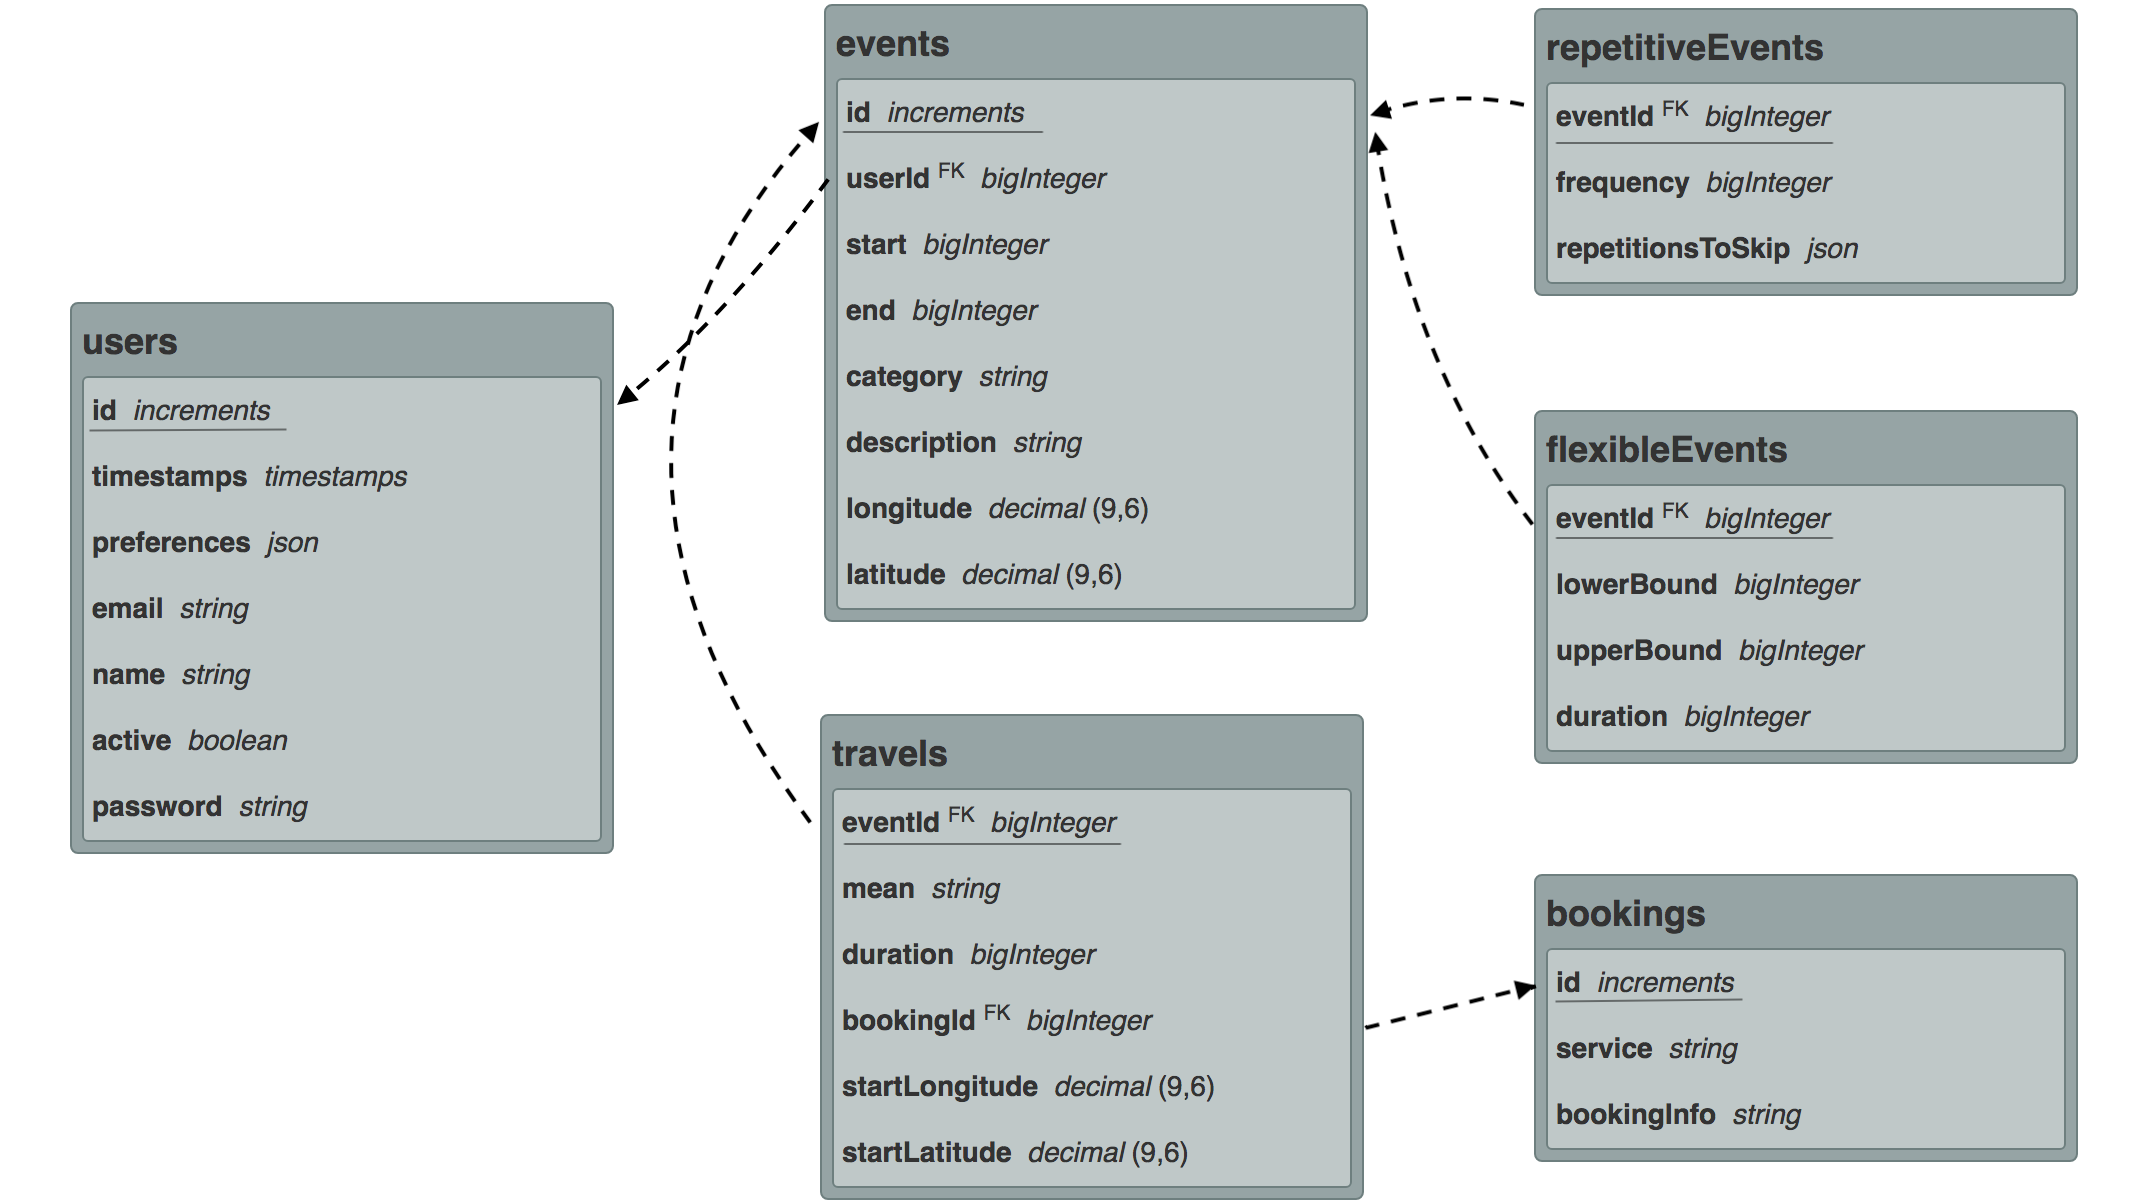 events
id increments
userId FK bigInteger
start bigInteger
end bigInteger
category string
description string
longitude decimal (9,6)
latitude decimal (9,6)
repetitiveEvents
eventId FK bigInteger
frequency bigInteger
repetitionsToSkip json
users
id increments
timestamps timestamps
preferences json
email string
name string
active boolean
password string
flexibleEvents
eventId FK bigInteger
lowerBound bigInteger
upperBound bigInteger
duration bigInteger
travels
eventId FK bigInteger
mean string
duration bigInteger
bookingId FK bigInteger
startLongitude decimal (9,6)
startLatitude decimal (9,6)
bookings
id increments
service string
bookingInfo string